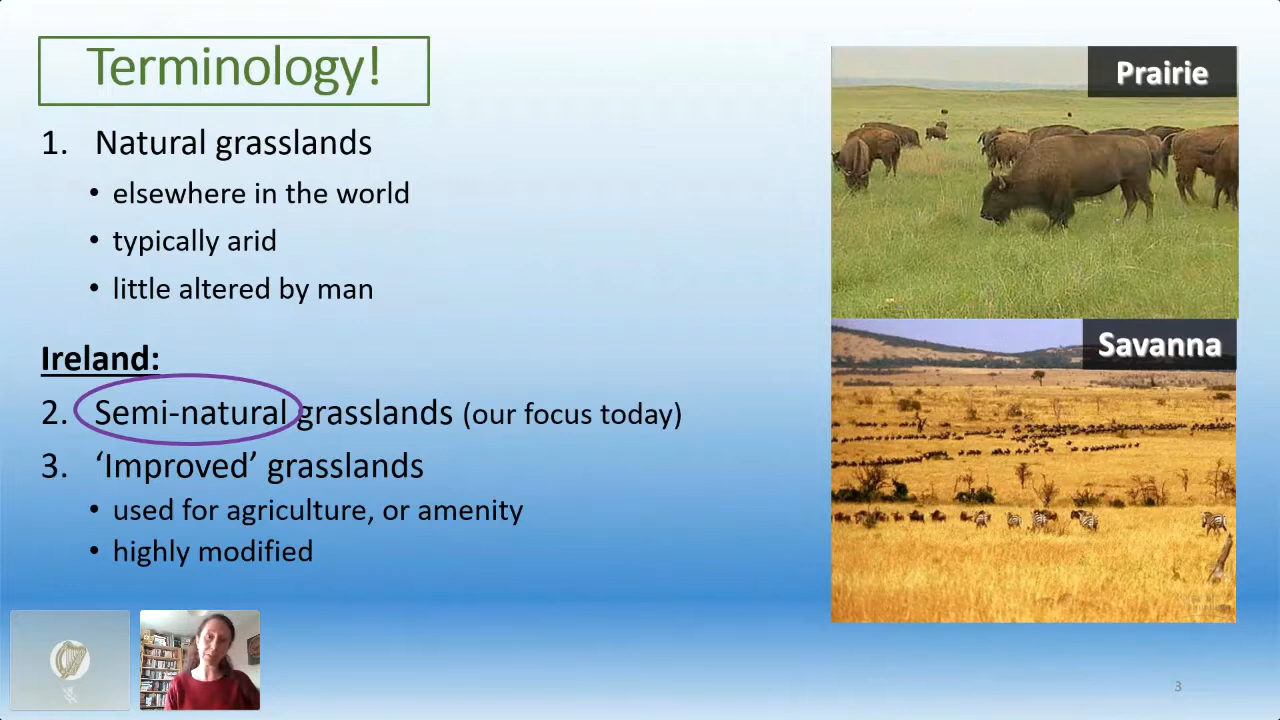 Terminology!
1. Natural grasslands
• elsewhere in the world
• typically arid
• little altered by man
Ireland:
2. Semi-natural grasslands (our focus today)
3. ‘Improved’ grasslands
• used for agriculture, or amenity
• highly modified
Prairie
Savanna
3